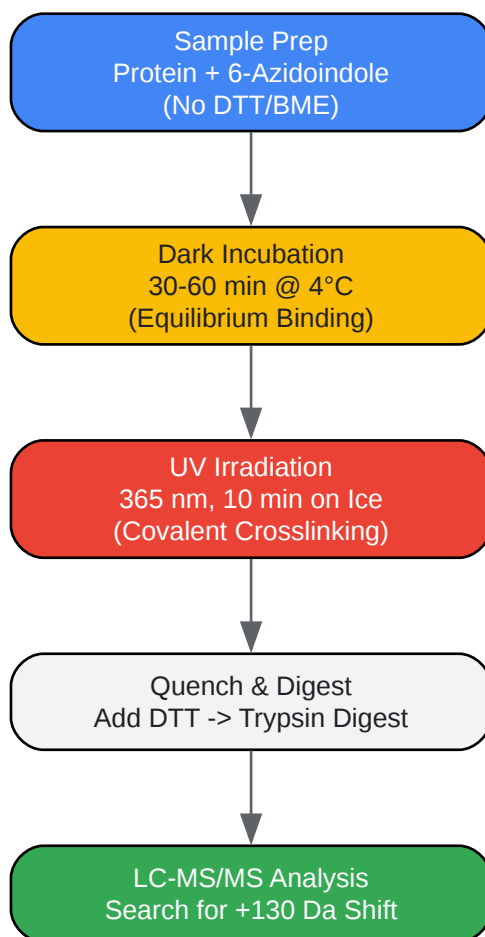 Sample Prep
Protein + 6-Azidoindole
(No DTT/BME)
Dark Incubation
30-60 min @ 4°C
(Equilibrium Binding)
UV Irradiation
365 nm, 10 min on Ice
(Covalent Crosslinking)
Quench & Digest
Add DTT -> Trypsin Digest
LC-MS/MS Analysis
Search for +130 Da Shift